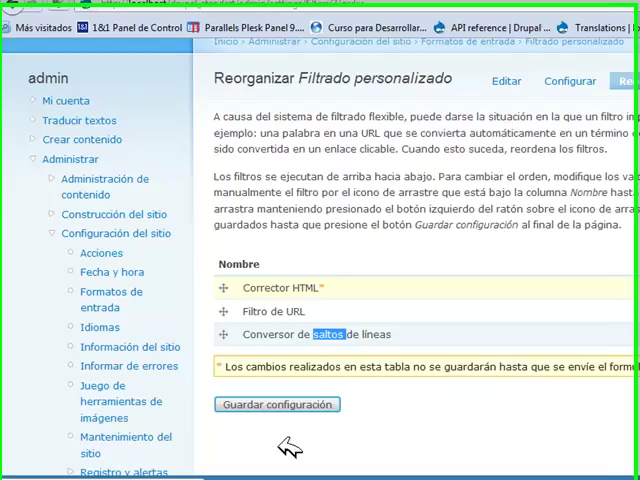 Más visitados 1&1 Panel de Control Parallels Plesk Panel 9.... Curso para Desarrollar... API reference | Drupal ... Translations |
Inicio › Administrar › Configuración del sitio › Formatos de entrada › Filtrado personalizado
admin
Mi cuenta
Traducir textos
Crear contenido
Administrar
Administración de
contenido
Construcción del sitio
Configuración del sitio
Acciones
Fecha y hora
Formatos de
entrada
Idiomas
Información del sitio
Informar de errores
Juego de
herramientas de
imágenes
Mantenimiento del
sitio
Registro y alertas
Reorganizar Filtrado personalizado
Editar Configurar Re
A causa del sistema de filtrado flexible, puede darse la situación en la que un filtro im
ejemplo: una palabra en una URL que se convierta automáticamente en un término
sido convertida en un enlace clicable. Cuando esto suceda, reordena los filtros.
Los filtros se ejecutan de arriba hacia abajo. Para cambiar el orden, modifique los va
manualmente el filtro por el icono de arrastre que está bajo la columna Nombre hast
arrastra manteniendo presionado el botón izquierdo del ratón sobre el icono de arras
guardados hasta que presione el botón Guardar configuración al final de la página.
Nombre
Corrector HTML*
Filtro de URL
Conversor de saltos de líneas
* Los cambios realizados en esta tabla no se guardarán hasta que se envíe el formu
Guardar configuración